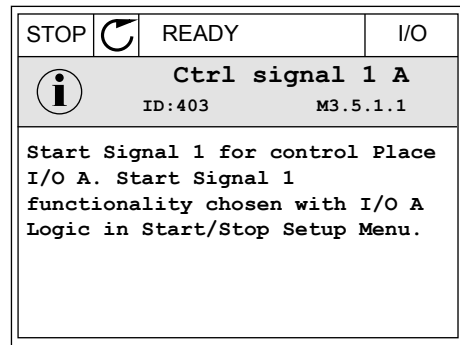 STOP READY I/O
Ctrl signal 1 A
ID:403 M3.5.1.1
Start Signal 1 for control Place
I/O A. Start Signal 1
functionality chosen with I/O A
Logic in Start/Stop Setup Menu.